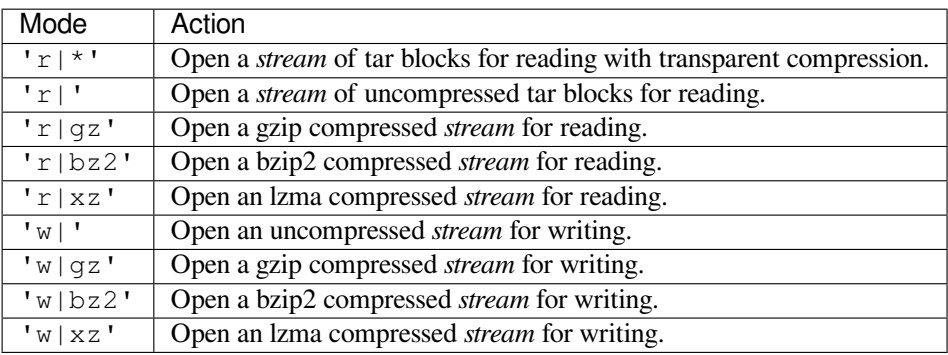 Mode Action
'r|*' Open a stream of tar blocks for reading with transparent compression.
'r|' Open a stream of uncompressed tar blocks for reading.
'r|gz' Open a gzip compressed stream for reading.
'r|bz2' Open a bzip2 compressed stream for reading.
'r|xz' Open an lzma compressed stream for reading.
'w|' Open an uncompressed stream for writing.
'w|gz' Open a gzip compressed stream for writing.
'w|bz2' Open a bzip2 compressed stream for writing.
'w|xz' Open an lzma compressed stream for writing.